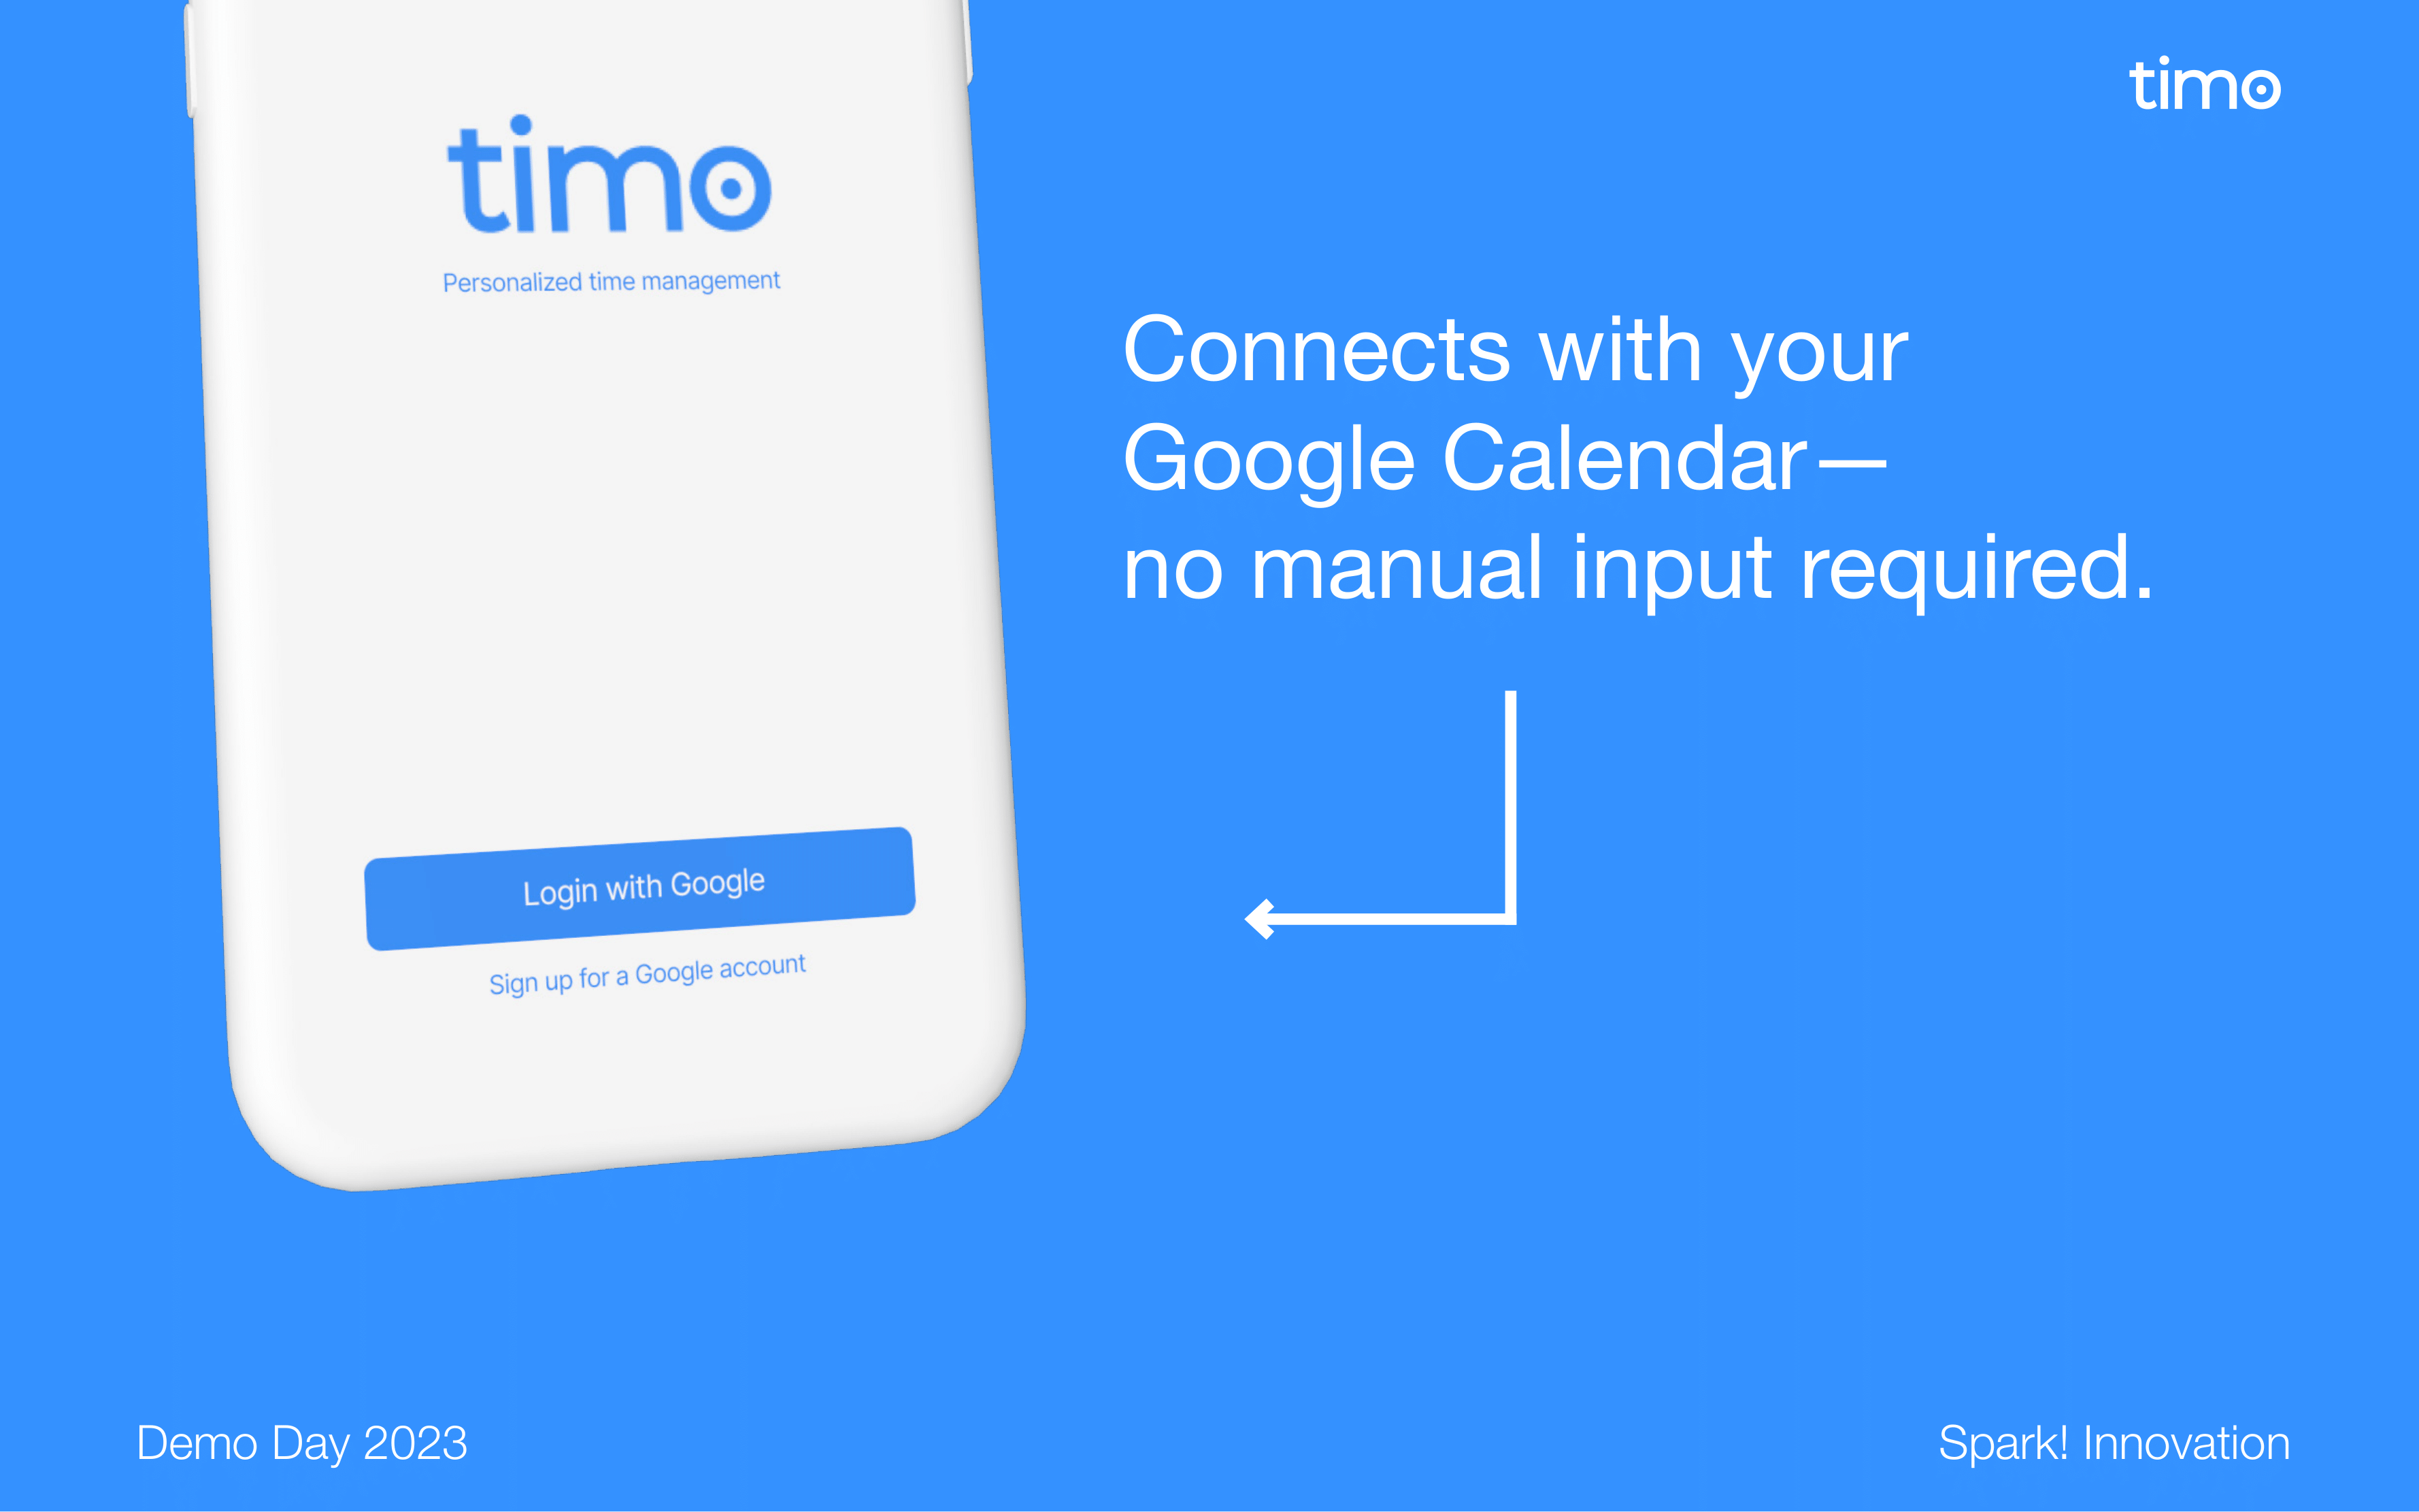 timo
timo
Personalized time management
Connects with your
Google Calendar—
no manual input required.
Login with Google
Sign up for a Google account
Demo Day 2023
Spark! Innovation